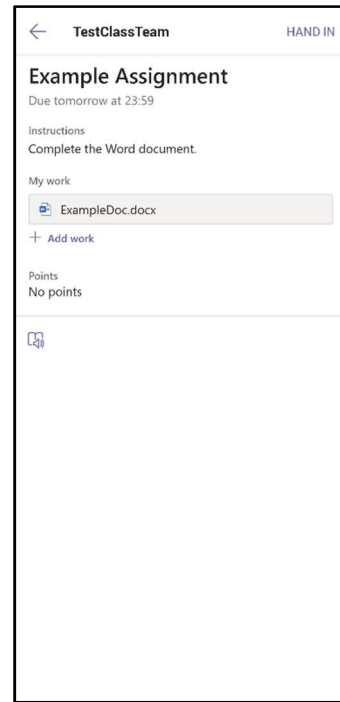 TestClassTeam HAND IN
Example Assignment
Due tomorrow at 23:59
Instructions
Complete the Word document.
My work
ExampleDoc.docx
+ Add work
Points
No points